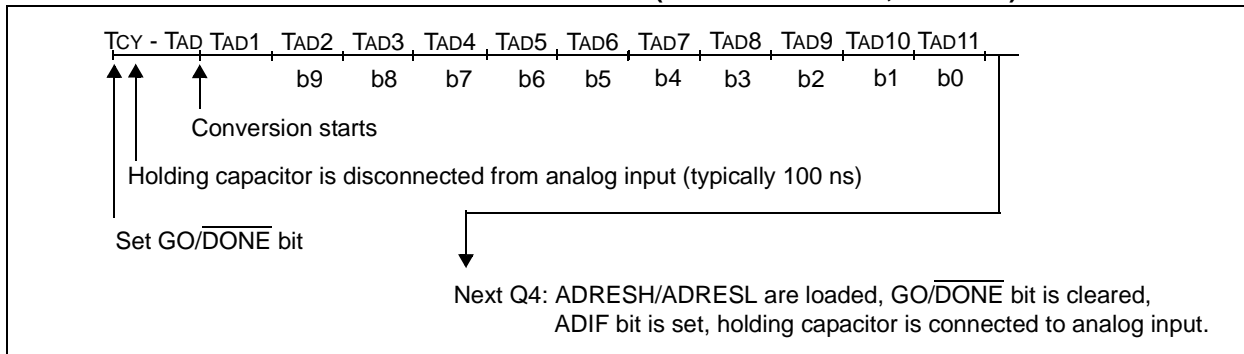 TCY - TAD TAD1 TAD2 TAD3 TAD4 TAD5 TAD6 TAD7 TAD8 TAD9 TAD10 TAD11
b9 b8 b7 b6 b5 b4 b3 b2 b1 b0
Conversion starts
Holding capacitor is disconnected from analog input (typically 100 ns)
Set GO/DONE bit
Next Q4: ADRESH/ADRESL are loaded, GO/DONE bit is cleared,
ADIF bit is set, holding capacitor is connected to analog input.